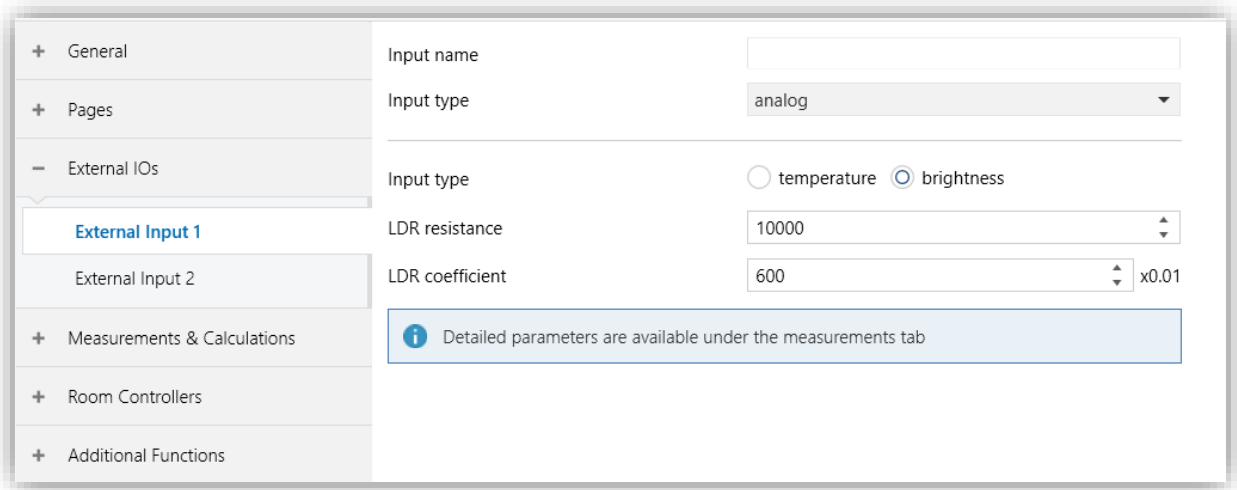 General
Pages
External IOs
External Input 1
External Input 2
Measurements & Calculations
Room Controllers
Additional Functions
Input name
Input type analog
Input type temperature brightness
LDR resistance 10000
LDR coefficient 600 x0.01
Detailed parameters are available under the measurements tab